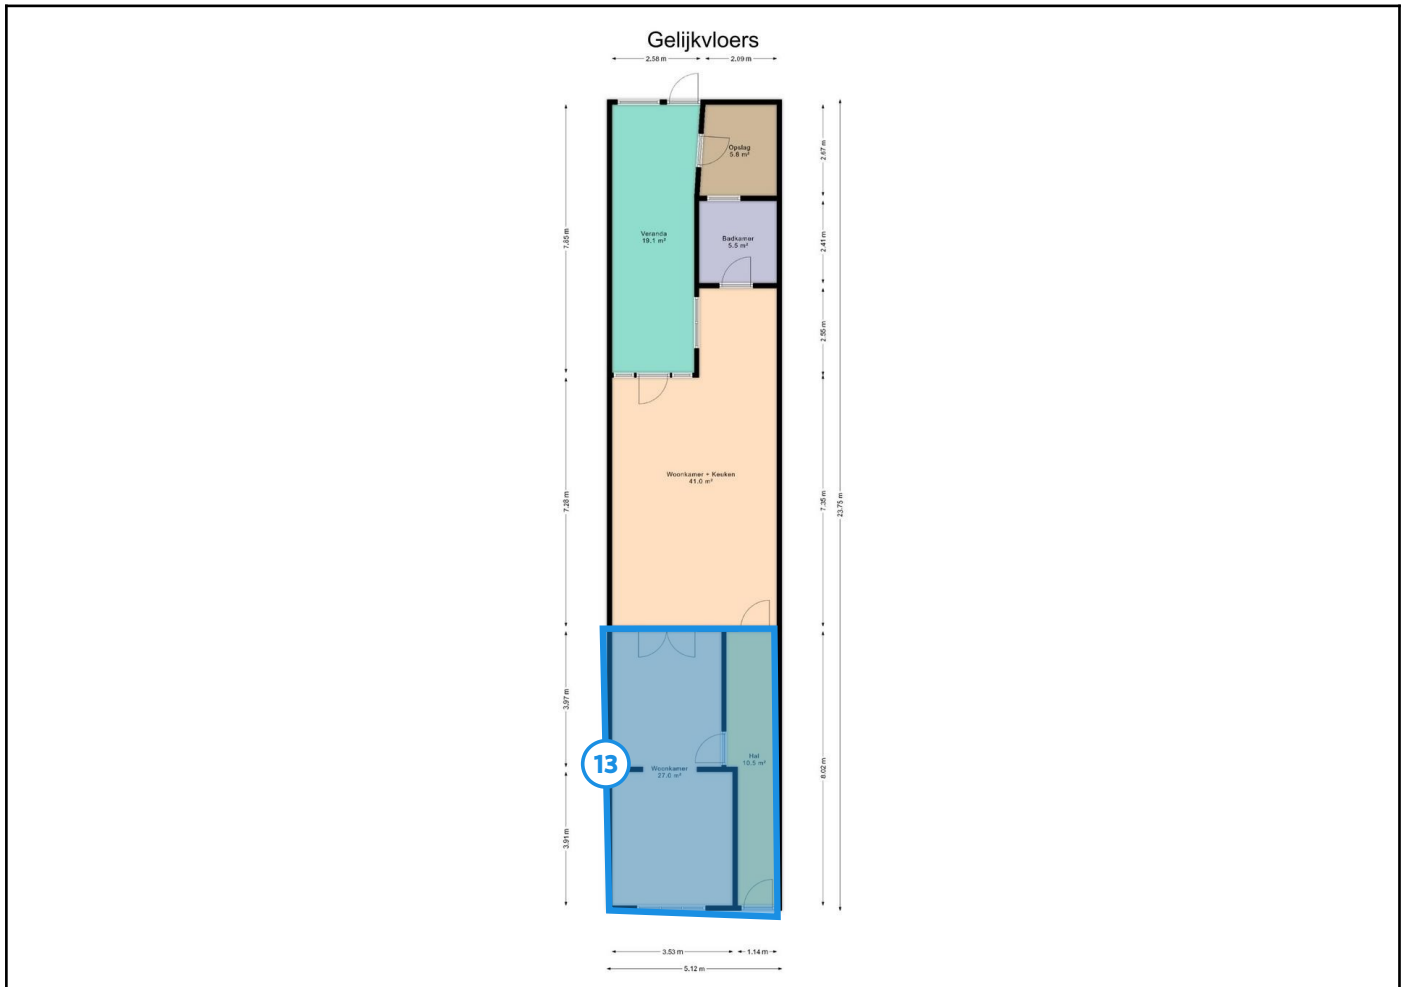 Gelijkvloers
2.58 m
2.09 m
Opslag
5.8 m²
2.67 m
7.85 m
Veranda
19.1 m²
Badkamer
5.5 m²
2.41 m
2.55 m
Woonkamer + Keuken
41.0 m²
7.28 m
7.35 m
23.75 m
3.97 m
13
Woonkamer
27.0 m²
Hal
10.5 m²
8.02 m
3.91 m
3.53 m
1.14 m
5.12 m